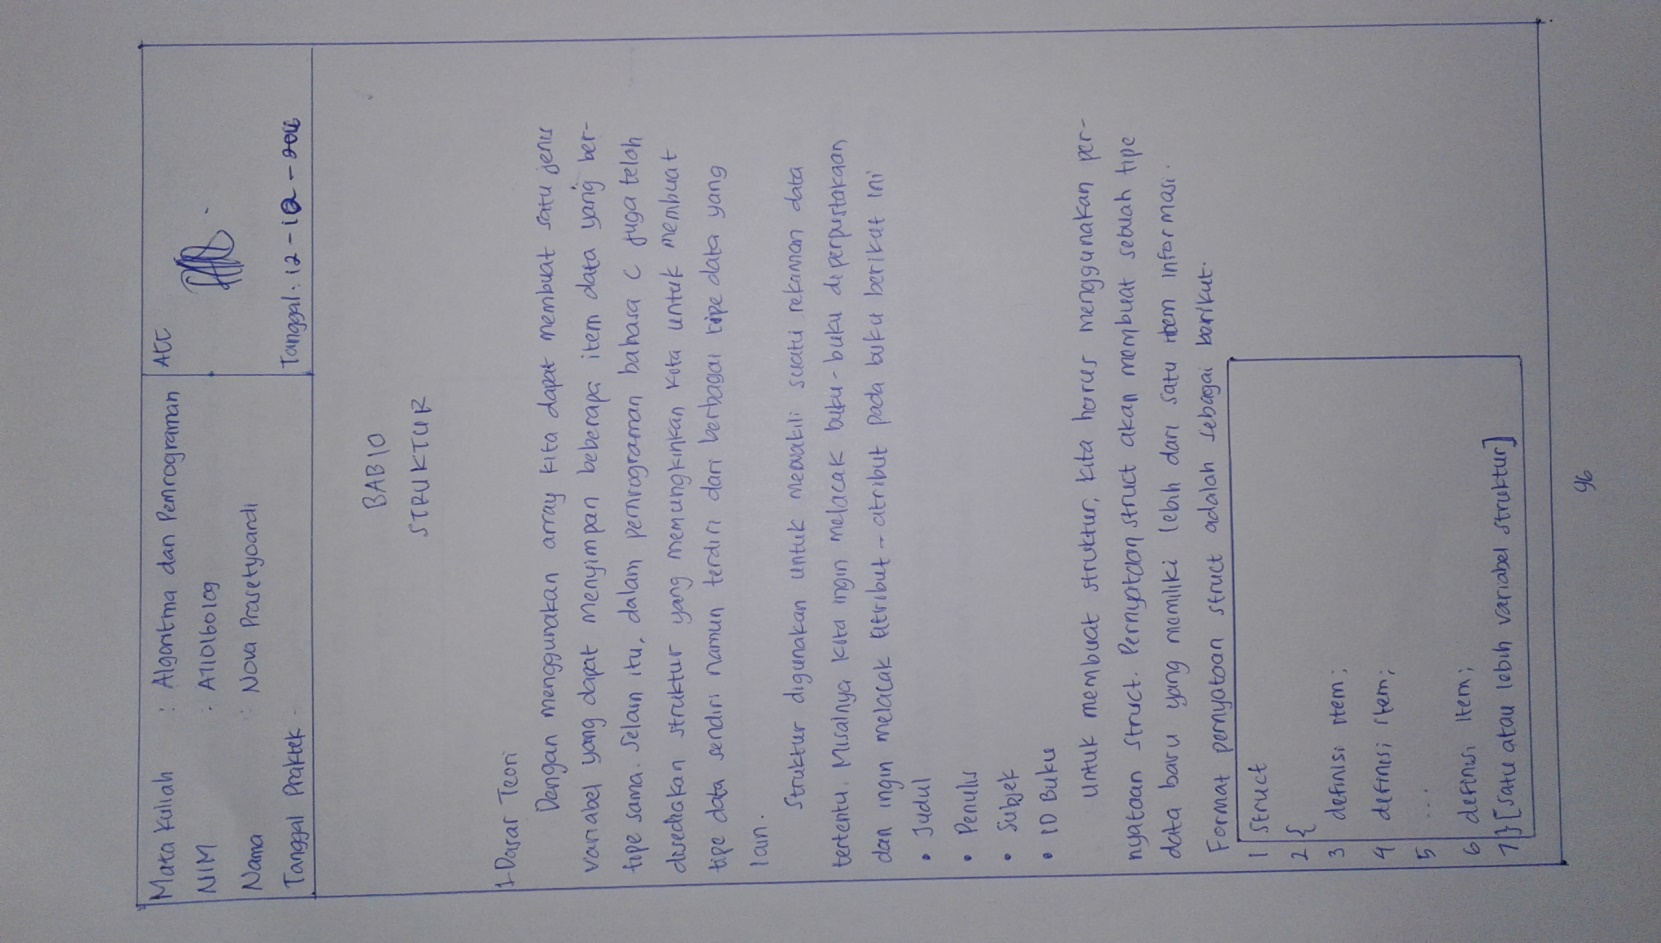 Mata Kuliah : Algoritma dan Pemrograman
NIM : A1101601 09
Nama : Nova Prasetyoardi
Tanggal Praktek :
ACC
Tanggal : 12 - 12 - 2016
BAB 10
STRUKTUR
1. Dasar Teori
Dengan menggunakan array kita dapat membuat satu jenis
variabel yang dapat menyimpan beberapa item data yang ber-
tipe sama. Selain itu, dalam pemrograman bahasa C juga telah
disediakan struktur yang memungkinkan kita untuk membuat
tipe data sendiri namun terdiri dari berbagai tipe data yang
lain.
Struktur digunakan untuk mewakili suatu rekaman data
tertentu. Misalnya kita ingin melacak buku-buku diperpustakaan
dan ingin melacak atribut-atribut pada buku berikut ini
• Judul
• Penulis
• Subjek
• ID Buku
Untuk membuat struktur, kita harus menggunakan per-
nyataan struct. Pernyataan struct akan membuat sebuah tipe
data baru yang memiliki lebih dari satu item informasi.
Format pernyataan struct adalah sebagai berikut.
1 Struct
2 {
3 definisi item;
4 definisi item;
5 ...
6 definisi item;
7 } [satu atau lebih variabel struktur]
96